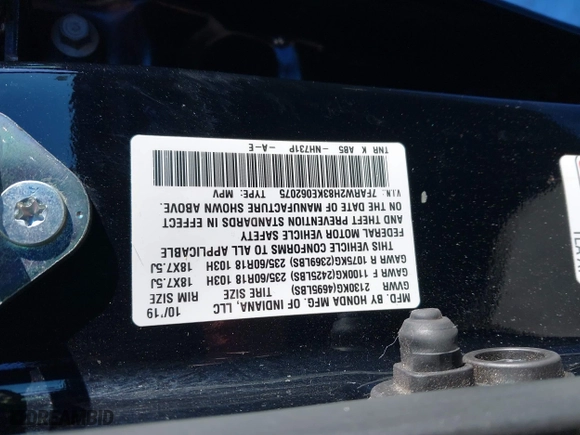 MFD. BY HONDA MFG. OF INDIANA, LLC 10/19
GVWR 2130KG(4695LBS) TIRE SIZE RIM SIZE
GAWR F 1100KG(2425LBS) 235/60R18 103H 18X7.5J
GAWR R 1075KG(2369LBS) 235/60R18 103H 18X7.5J
THIS VEHICLE CONFORMS TO ALL APPLICABLE
FEDERAL MOTOR VEHICLE SAFETY
AND THEFT PREVENTION STANDARDS IN EFFECT
ON THE DATE OF MANUFACTURE SHOWN ABOVE.
V.I.N: 7FARW2H83KE062075 TYPE: MPV
TNR K AB5 -NH731P -A-E